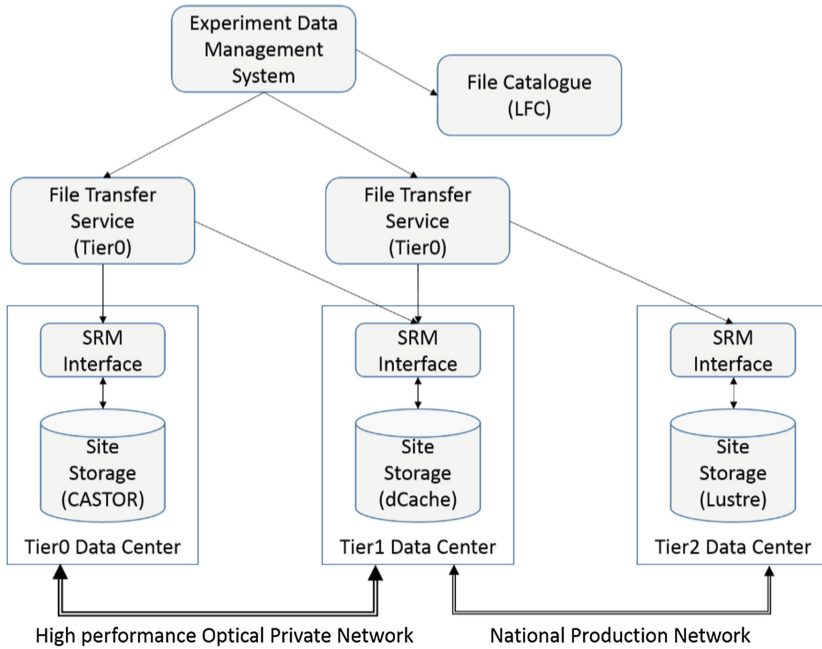 Experiment Data
Management
System
File Catalogue
(LFC)
File Transfer
Service
(Tier0)
File Transfer
Service
(Tier0)
SRM
Interface
SRM
Interface
SRM
Interface
Site
Storage
(CASTOR)
Site
Storage
(dCache)
Site
Storage
(Lustre)
Tier0 Data Center
Tier1 Data Center
Tier2 Data Center
High performance Optical Private Network
National Production Network